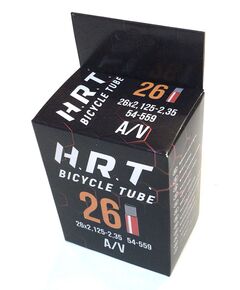 H.R.T.
BICYCLE TUBE
26
26x2,125-2,35
54-559
A/V
H.R.T.
BICYCLE TUBE
26
26x2,125-2,35
54-559
A/V